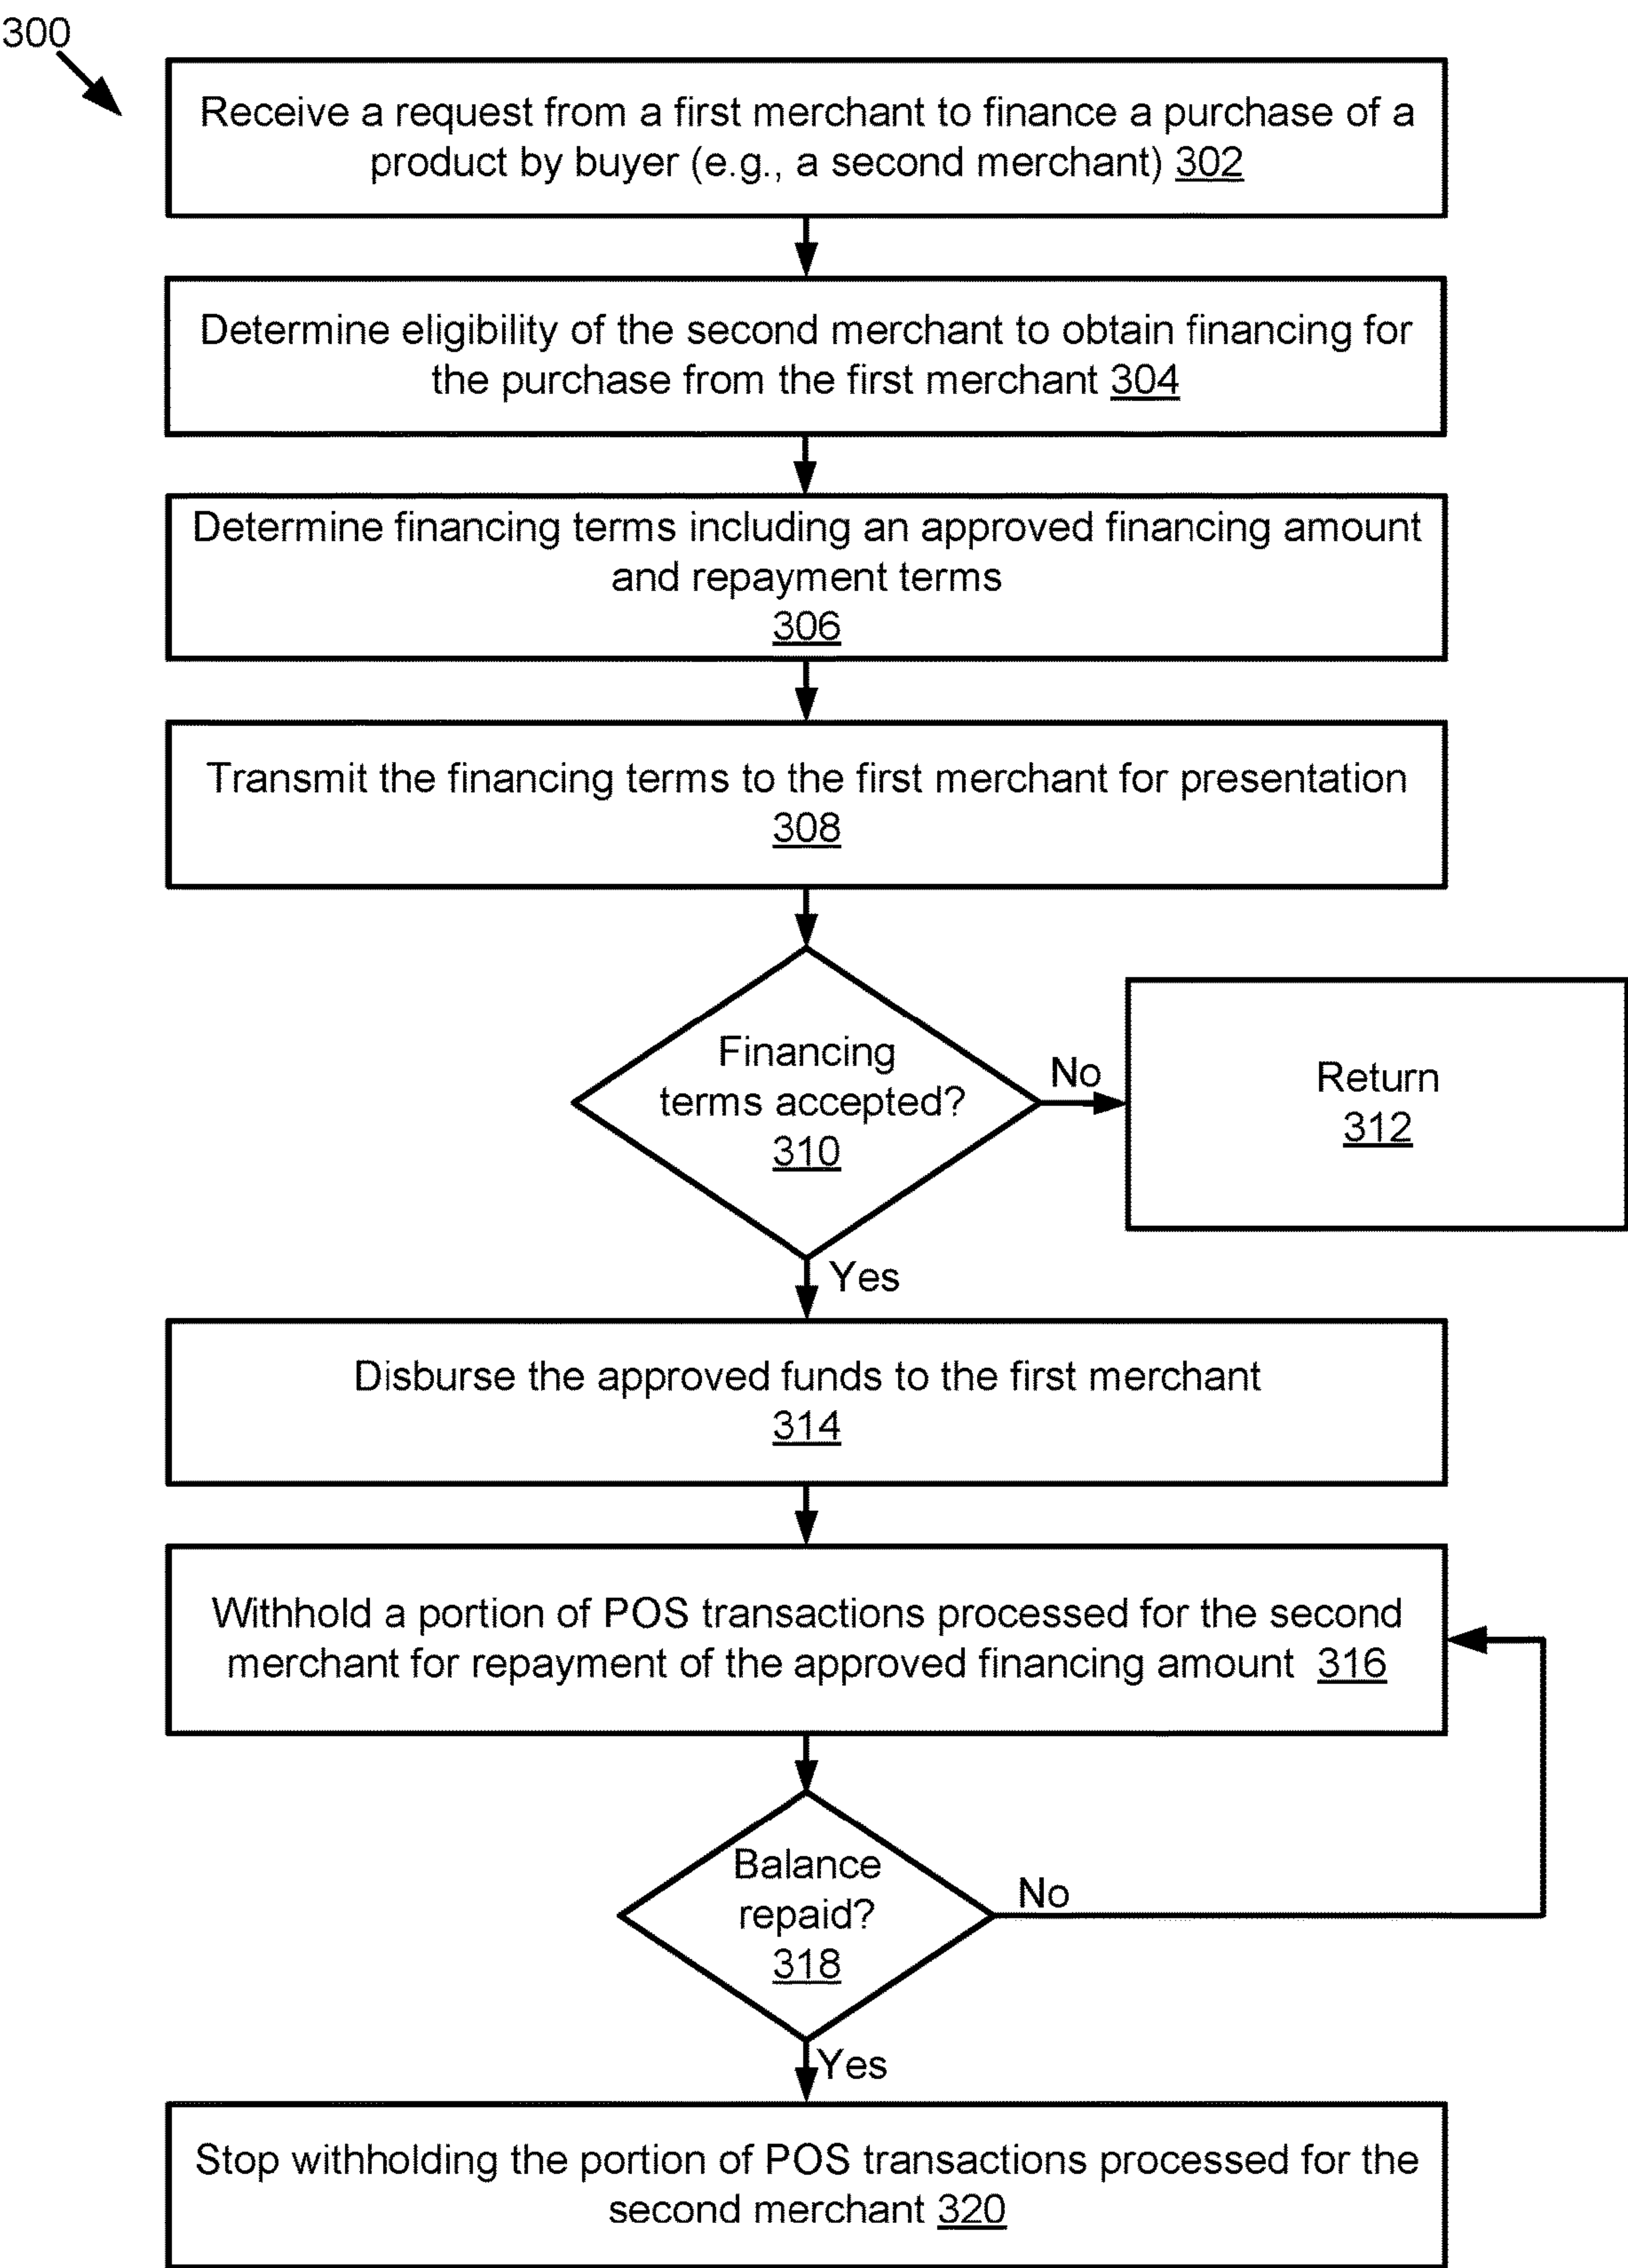 300
Receive a request from a first merchant to finance a purchase of a
product by buyer (e.g., a second merchant) 302
Determine eligibility of the second merchant to obtain financing for
the purchase from the first merchant 304
Determine financing terms including an approved financing amount
and repayment terms
306
Transmit the financing terms to the first merchant for presentation
308
Financing
terms accepted?
310
No
Return
312
Yes
Disburse the approved funds to the first merchant
314
Withhold a portion of POS transactions processed for the second
merchant for repayment of the approved financing amount 316
Balance
repaid?
318
No
Yes
Stop withholding the portion of POS transactions processed for the
second merchant 320